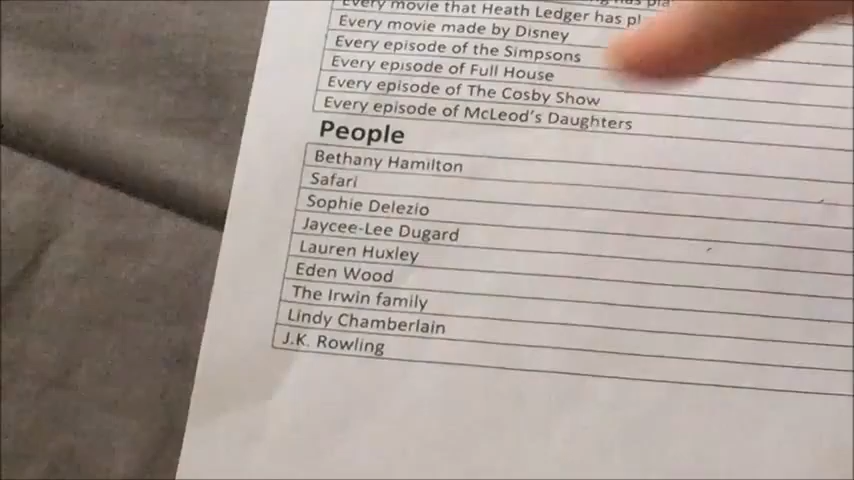 Every movie that Heath Ledger has pl
Every movie made by Disney
Every episode of the Simpsons
Every episode of Full House
Every episode of The Cosby Show
Every episode of McLeod's Daughters
People
Bethany Hamilton
Safari
Sophie Delezio
Jaycee-Lee Dugard
Lauren Huxley
Eden Wood
The Irwin family
Lindy Chamberlain
J.K. Rowling